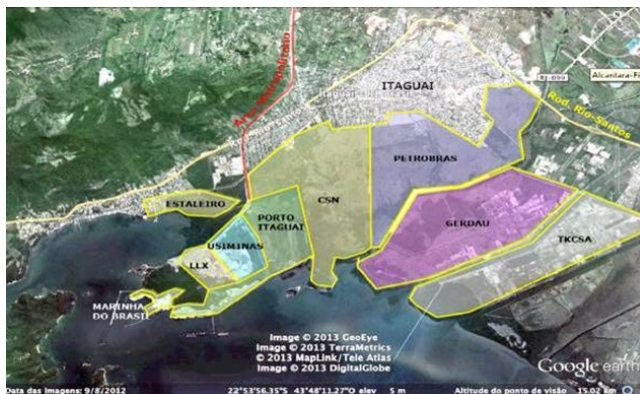 ITAGUAI
RJ-099
Alcantara-Fi
Arco Metropolitano
Rod. Rio-Santos
PETROBRAS
ESTALEIRO
CSN
PORTO
ITAGUAI
GERDAU
USIMINAS
TKCSA
LLX
MARINHA
DO BRASIL
Image © 2013 GeoEye
Image © 2013 TerraMetrics
© 2013 MapLink/Tele Atlas
Image © 2013 DigitalGlobe
Google earth
Data das imagens: 9/8/2012 22°53'56.35"S 43°48'11.27"O elev 5 m Altitude do ponto de visão 15.02 km